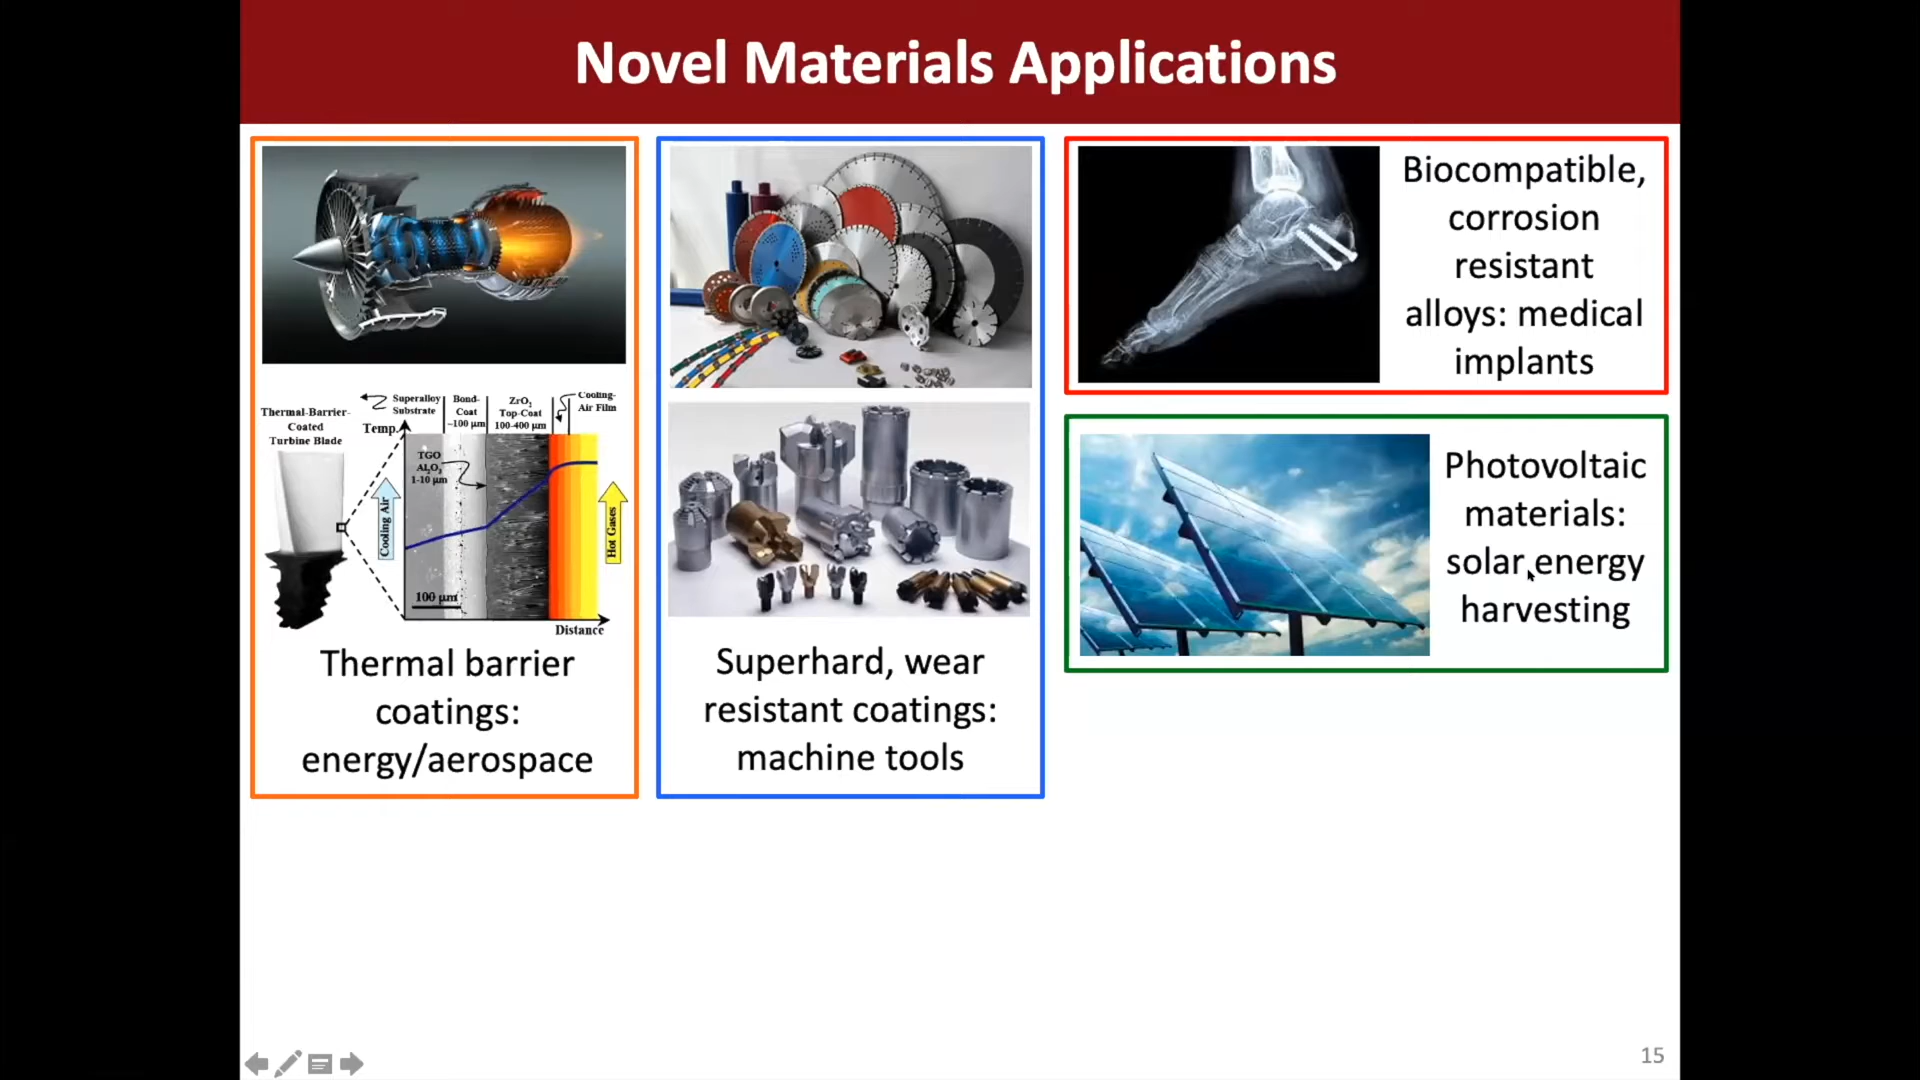 Novel Materials Applications
Thermal-Barrier-
Coated
Turbine Blade
Superalloy
Substrate
Bond-
Coat
~100 μm
ZrO₂
Top-Coat
100-400 μm
Cooling-
Air Film
Temp.
TGO
Al₂O₃
1-10 μm
Cooling Air
Hot Gases
100 μm
Distance
Thermal barrier
coatings:
energy/aerospace
Superhard, wear
resistant coatings:
machine tools
Biocompatible,
corrosion
resistant
alloys: medical
implants
Photovoltaic
materials:
solar energy
harvesting
15